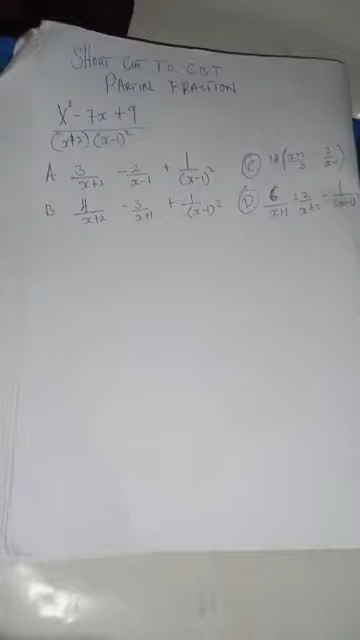 SHORT CUT TO CBT
PARTIAL FRACTION
x² - 7x + 9
(x+2)(x-1)²
A 3/x+2 - 2/x-1 + 1/(x-1)²
B 4/x+2 - 3/x+1 + 1/(x-1)²
C
D 6/x+1